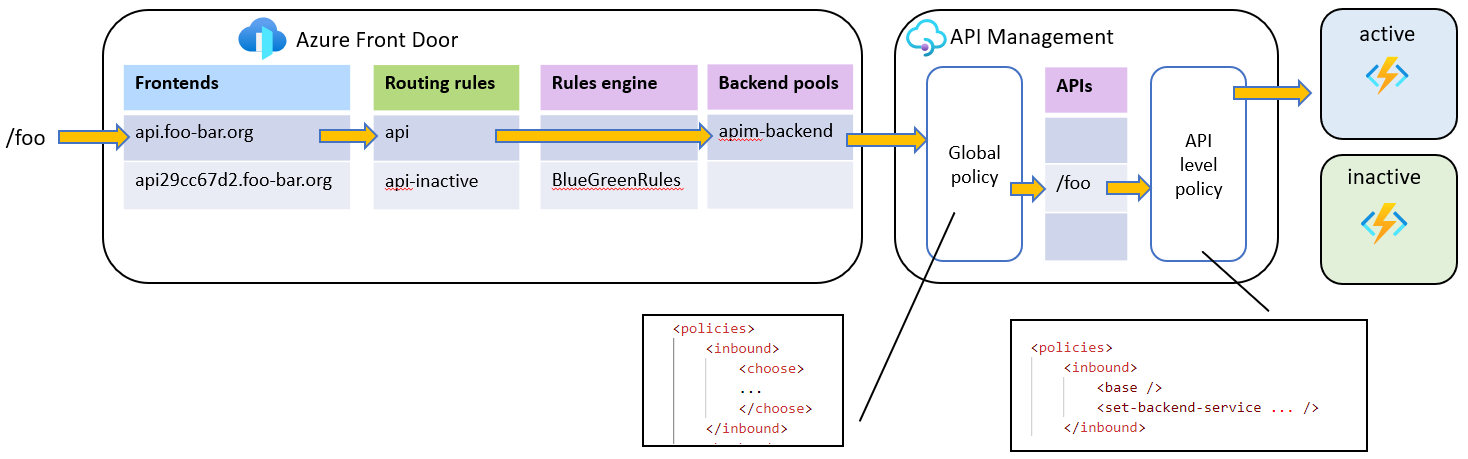 Azure Front Door
API Management
active
Frontends
Routing rules
Rules engine
Backend pools
APIs
/foo
api.foo-bar.org
api
apim-backend
Global
policy
/foo
API
level
policy
api29cc67d2.foo-bar.org
api-inactive
BlueGreenRules
inactive
<policies>
<inbound>
<choose>
...
</choose>
</inbound>
<policies>
<inbound>
<base />
<set-backend-service ... />
</inbound>